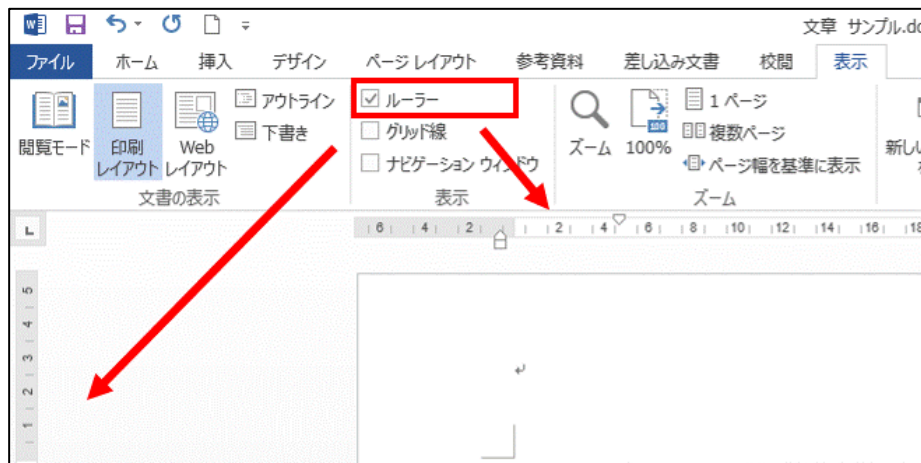 文章 サンプル.do
ファイル ホーム 挿入 デザイン ページ レイアウト 参考資料 差し込み文書 校閲 表示
閲覧モード
印刷
レイアウト
Web
レイアウト
アウトライン
下書き
文書の表示
ルーラー
グリッド線
ナビゲーション ウィンドウ
表示
ズーム
100%
100
1 ページ
複数ページ
ページ幅を基準に表示
ズーム
新しい
6 4 2 2 4 6 8 10 12 14 16 18
5
4
3
2
1